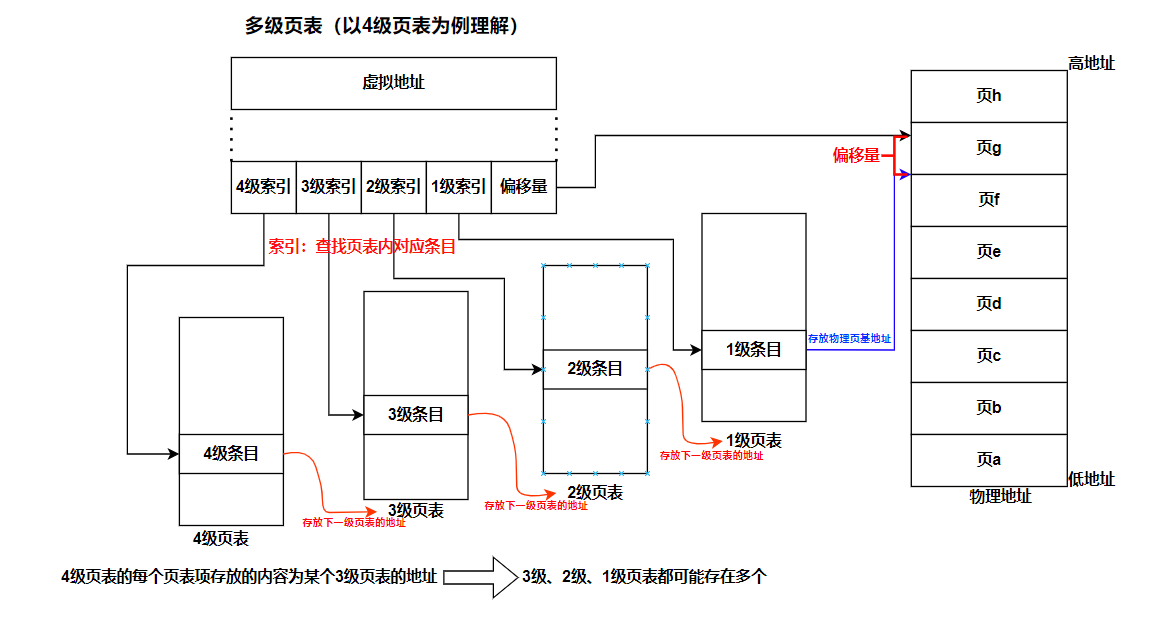 多级页表（以4级页表为例理解）
虚拟地址
4级索引 3级索引 2级索引 1级索引 偏移量
索引：查找页表内对应条目
4级条目
存放下一级页表的地址
4级页表
3级条目
存放下一级页表的地址
3级页表
2级条目
存放下一级页表的地址
2级页表
1级条目
存放物理页基地址
1级页表
偏移量
高地址
页h
页g
页f
页e
页d
页c
页b
页a
低地址
物理地址
4级页表的每个页表项存放的内容为某个3级页表的地址
3级、2级、1级页表都可能存在多个